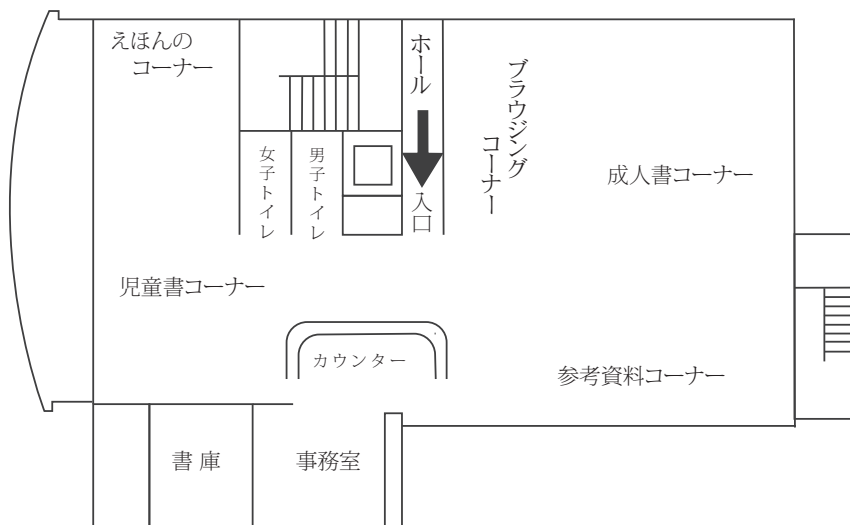 えほんの
コーナー
ホール
入口
ブラウジング
コーナー
成人書コーナー
女子トイレ
男子トイレ
児童書コーナー
カウンター
参考資料コーナー
書 庫
事務室